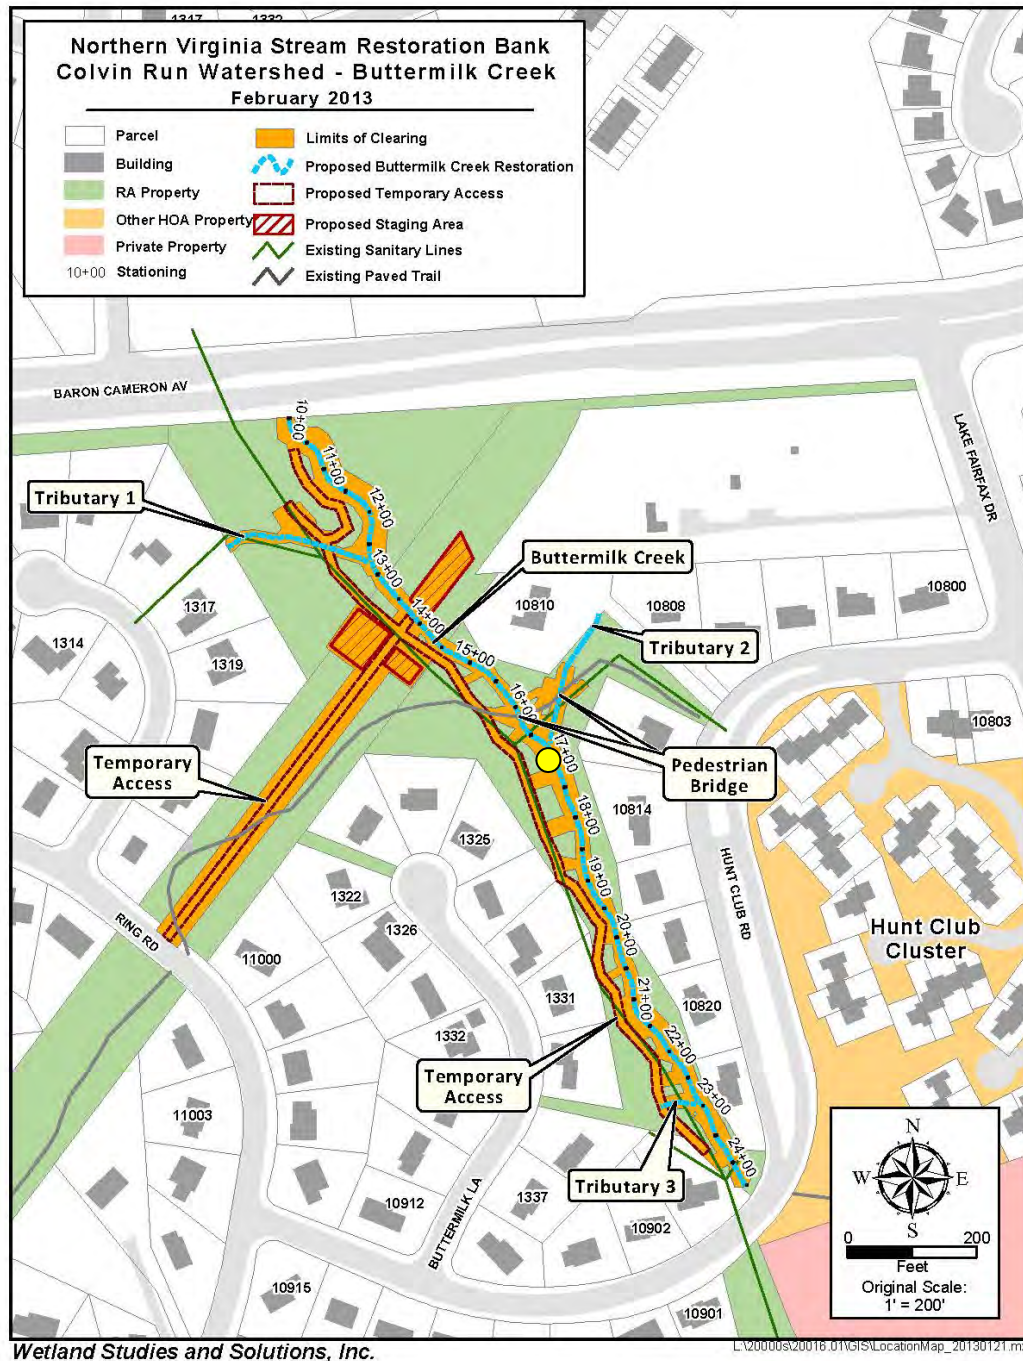 1317
1332
Northern Virginia Stream Restoration Bank
Colvin Run Watershed - Buttermilk Creek
February 2013
Parcel
Building
RA Property
Other HOA Property
Private Property
10+00 Stationing
Limits of Clearing
Proposed Buttermilk Creek Restoration
Proposed Temporary Access
Proposed Staging Area
Existing Sanitary Lines
Existing Paved Trail
BARON CAMERON AV
LAKE FAIRFAX DR
10+00
11+00
12+00
13+00
14+00
15+00
16+00
17+00
18+00
19+00
20+00
21+00
22+00
23+00
24+00
Tributary 1
Buttermilk Creek
Tributary 2
Pedestrian
Bridge
Temporary
Access
1317
1314
1319
10810
10808
10800
10803
10814
1325
1322
1326
HUNT CLUB RD
Hunt Club
Cluster
RING RD
11000
1331
10820
1332
Temporary
Access
11003
Tributary 3
10912
1337
10902
BUTTERMILK LA
10915
10901
N
W
E
S
0
200
Feet
Original Scale:
1' = 200'
Wetland Studies and Solutions, Inc.
L:\20000s\20016.01\GIS\LocationMap_20130121.m